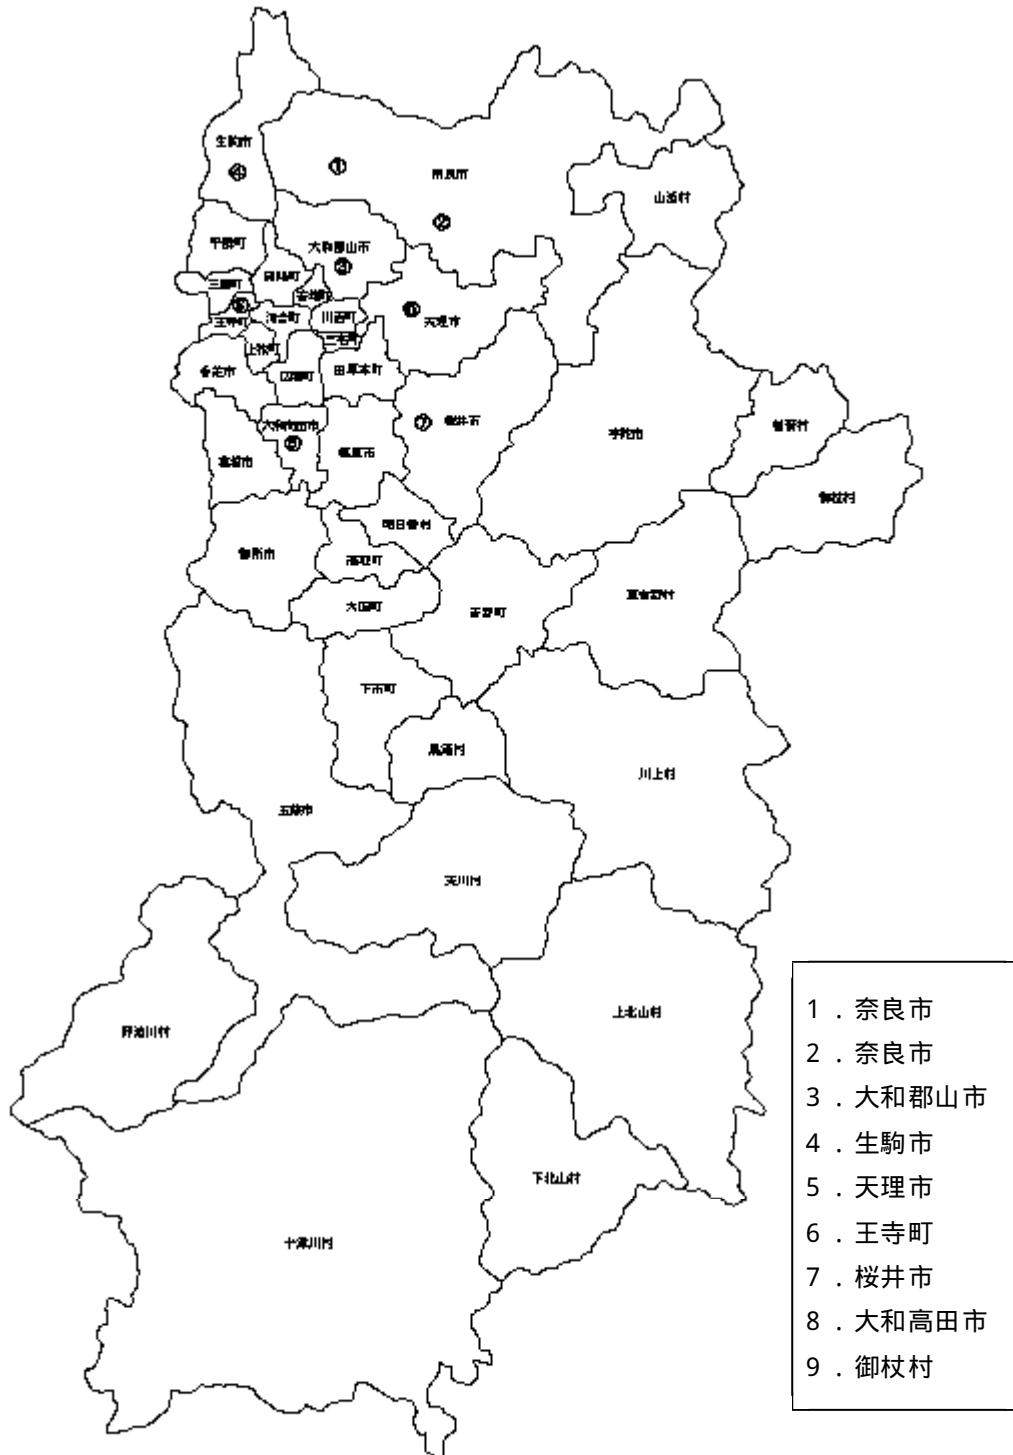 生駒市
④
①
奈良市
②
山添村
平群町
大和郡山市
③
三郷町
斑鳩町
安堵町
王寺町
河合町
川西町
三宅町
天理市
上牧町
香芝市
広陵町
田原本町
⑦
桜井市
宇陀市
曽爾村
御杖村
大和高田市
橿原市
葛城市
明日香村
御所市
高取町
大淀町
吉野町
東吉野村
下市町
黒滝村
川上村
五條市
天川村
野迫川村
上北山村
下北山村
十津川村
1．奈良市
2．奈良市
3．大和郡山市
4．生駒市
5．天理市
6．王寺町
7．桜井市
8．大和高田市
9．御杖村